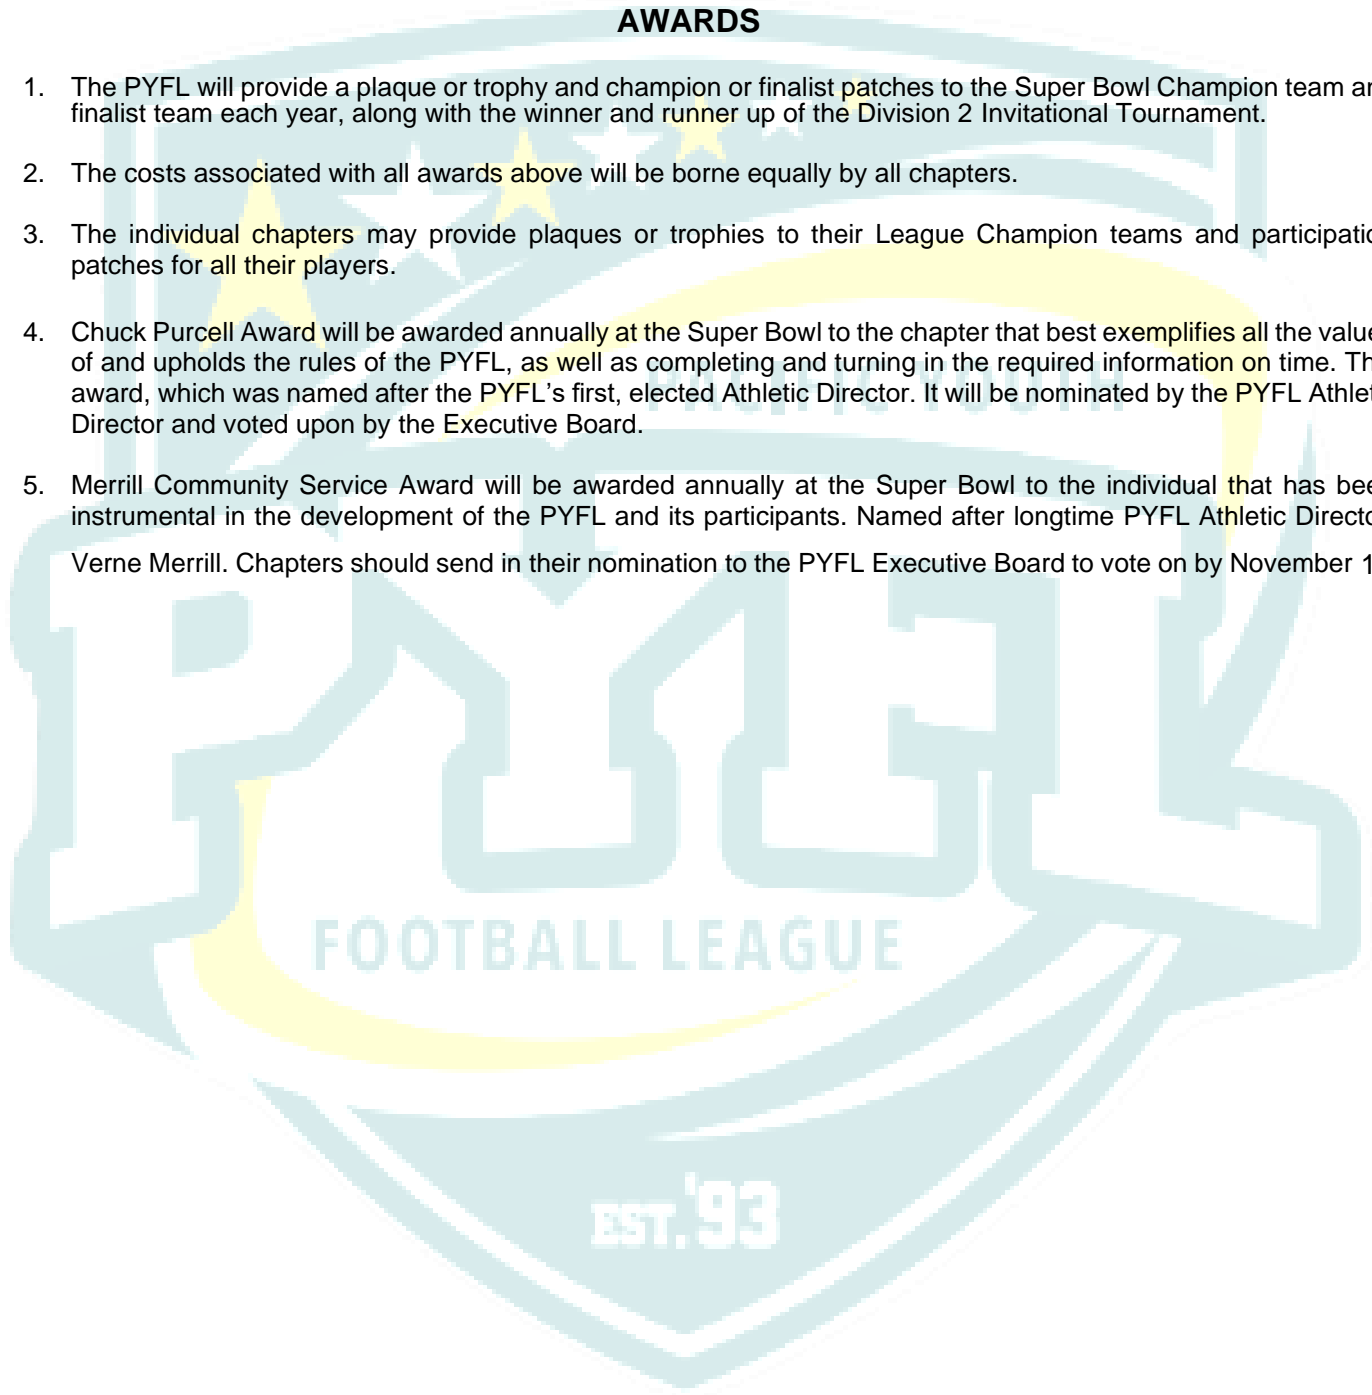 AWARDS
1. The PYFL will provide a plaque or trophy and champion or finalist patches to the Super Bowl Champion team
finalist team each year, along with the winner and runner up of the Division 2 Invitational Tournament.
2. The costs associated with all awards above will be borne equally by all chapters.
3. The individual chapters may provide plaques or trophies to their League Champion teams and
patches for all their players.
4. Chuck Purcell Award will be awarded annually at the Super Bowl to the chapter that best exemplifies all the
of and upholds the rules of the PYFL, as well as completing and turning in the required information on time.
award, which was named after the PYFL’s first, elected Athletic Director. It will be nominated by the PYFL
Director and voted upon by the Executive Board.
5. Merrill Community Service Award will be awarded annually at the Super Bowl to the individual that has
instrumental in the development of the PYFL and its participants. Named after longtime PYFL Athletic
Verne Merrill. Chapters should send in their nomination to the PYFL Executive Board to vote on by November
PACIFIC YOUTH
PYFL
FOOTBALL LEAGUE
EST. '93